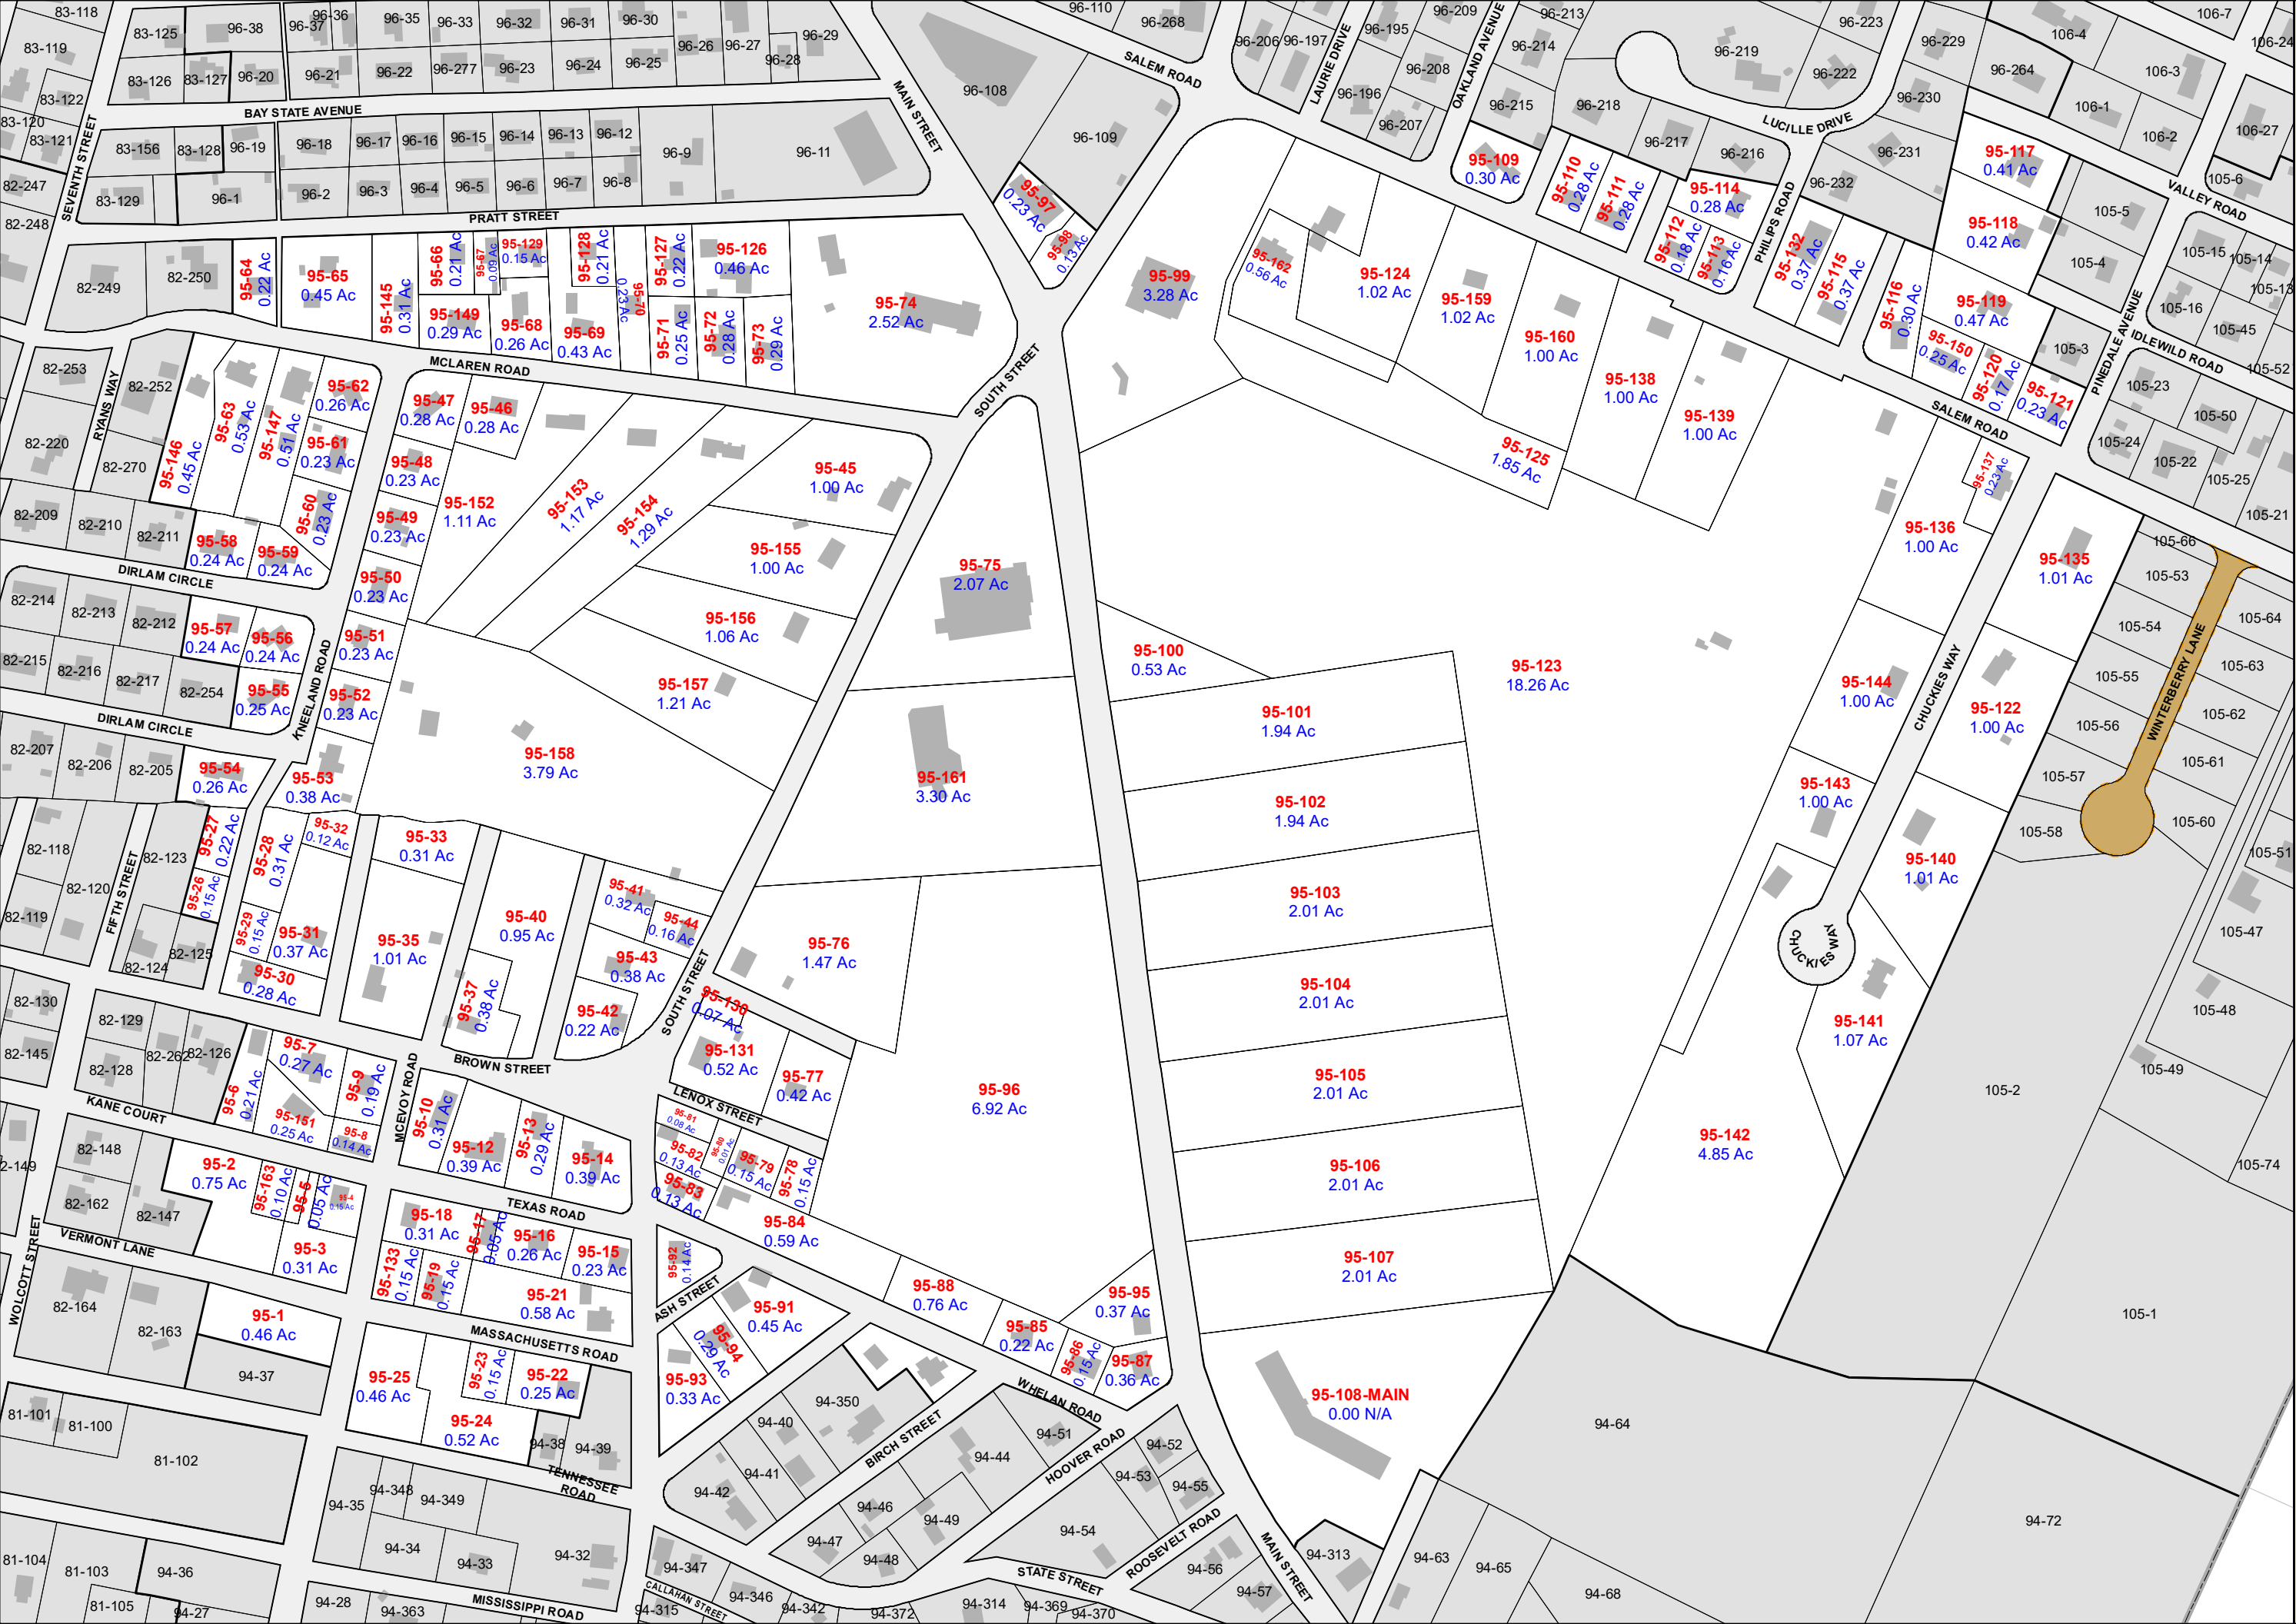 83-118
83-125
96-38
96-37
96-36
96-35
96-33
96-32
96-31
96-30
96-26
96-27
96-29
96-28
83-119
83-126
83-127
96-20
96-21
96-22
96-277
96-23
96-24
96-25
83-122
83-120
83-121
BAY STATE AVENUE
SEVENTH STREET
83-156
83-128
96-19
96-18
96-17
96-16
96-15
96-14
96-13
96-12
96-9
96-11
82-247
83-129
96-1
96-2
96-3
96-4
96-5
96-6
96-7
96-8
82-248
PRATT STREET
MAIN STREET
96-108
96-109
96-110
96-268
SALEM ROAD
96-206
96-197
LAURIE DRIVE
96-195
96-196
96-209
96-208
96-207
OAKLAND AVENUE
96-213
96-214
96-215
96-218
96-217
96-216
96-219
96-223
96-222
LUCILLE DRIVE
96-229
96-230
96-231
96-232
96-264
106-4
106-3
106-1
106-2
106-7
106-24
106-27
105-6
VALLEY ROAD
95-97
0.23 Ac
95-98
0.13 Ac
95-109
0.30 Ac
95-110
0.28 Ac
95-111
0.28 Ac
95-112
0.18 Ac
95-113
0.16 Ac
95-114
0.28 Ac
PHILIPS ROAD
95-132
0.37 Ac
95-115
0.37 Ac
95-116
0.30 Ac
95-117
0.41 Ac
95-118
0.42 Ac
95-119
0.47 Ac
95-150
0.25 Ac
95-120
0.17 Ac
95-121
0.23 Ac
105-5
105-4
105-3
PINEDALE AVENUE
105-15
105-14
105-13
105-16
105-45
IDLEWILD ROAD
105-52
105-23
105-50
105-24
105-22
105-25
105-21
SALEM ROAD
82-249
82-250
95-64
0.22 Ac
95-65
0.45 Ac
95-145
0.31 Ac
95-66
0.21 Ac
95-67
0.09 Ac
95-129
0.15 Ac
95-128
0.21 Ac
95-127
0.22 Ac
95-126
0.46 Ac
95-149
0.29 Ac
95-68
0.26 Ac
95-69
0.43 Ac
95-70
0.23 Ac
95-71
0.25 Ac
95-72
0.28 Ac
95-73
0.29 Ac
95-74
2.52 Ac
MCLAREN ROAD
SOUTH STREET
95-99
3.28 Ac
95-162
0.56 Ac
95-124
1.02 Ac
95-159
1.02 Ac
95-160
1.00 Ac
95-138
1.00 Ac
95-139
1.00 Ac
95-125
1.85 Ac
95-137
0.23 Ac
95-136
1.00 Ac
95-135
1.01 Ac
82-253
RYANS WAY
82-252
82-220
82-270
95-146
0.45 Ac
95-63
0.53 Ac
95-147
0.51 Ac
95-62
0.26 Ac
95-61
0.23 Ac
95-60
0.23 Ac
82-209
82-210
82-211
95-58
0.24 Ac
95-59
0.24 Ac
DIRLAM CIRCLE
95-47
0.28 Ac
95-46
0.28 Ac
95-48
0.23 Ac
95-49
0.23 Ac
95-50
0.23 Ac
95-51
0.23 Ac
95-52
0.23 Ac
95-53
0.38 Ac
95-152
1.11 Ac
95-153
1.17 Ac
95-154
1.29 Ac
95-45
1.00 Ac
95-155
1.00 Ac
95-156
1.06 Ac
95-157
1.21 Ac
95-158
3.79 Ac
KNEELAND ROAD
82-214
82-213
82-212
95-57
0.24 Ac
95-56
0.24 Ac
82-215
82-216
82-217
82-254
95-55
0.25 Ac
DIRLAM CIRCLE
82-207
82-206
82-205
95-54
0.26 Ac
95-75
2.07 Ac
95-161
3.30 Ac
95-100
0.53 Ac
95-101
1.94 Ac
95-102
1.94 Ac
95-103
2.01 Ac
95-104
2.01 Ac
95-105
2.01 Ac
95-106
2.01 Ac
95-107
2.01 Ac
95-123
18.26 Ac
95-144
1.00 Ac
95-143
1.00 Ac
CHUCKIES WAY
CHUCKIES WAY
95-122
1.00 Ac
95-140
1.01 Ac
95-141
1.07 Ac
95-142
4.85 Ac
105-66
105-53
105-54
105-55
105-56
105-57
105-58
WINTERBERRY LANE
105-64
105-63
105-62
105-61
105-60
105-51
105-47
105-48
105-49
105-74
105-2
105-1
82-118
82-119
82-120
FIFTH STREET
82-123
82-124
82-125
95-27
0.22 Ac
95-26
0.15 Ac
95-28
0.31 Ac
95-29
0.15 Ac
95-32
0.12 Ac
95-31
0.37 Ac
95-30
0.28 Ac
95-33
0.31 Ac
95-35
1.01 Ac
95-40
0.95 Ac
95-37
0.38 Ac
95-41
0.32 Ac
95-44
0.16 Ac
95-43
0.38 Ac
95-42
0.22 Ac
SOUTH STREET
95-76
1.47 Ac
95-130
0.07 Ac
95-131
0.52 Ac
95-77
0.42 Ac
95-96
6.92 Ac
82-130
82-145
82-129
82-128
82-262
82-126
KANE COURT
95-6
0.21 Ac
95-7
0.27 Ac
95-9
0.19 Ac
95-151
0.25 Ac
95-8
0.14 Ac
MCEVOY ROAD
BROWN STREET
95-10
0.31 Ac
95-12
0.39 Ac
95-13
0.29 Ac
95-14
0.39 Ac
LENOX STREET
95-81
0.08 Ac
95-82
0.13 Ac
95-80
0.01 Ac
95-79
0.15 Ac
95-78
0.15 Ac
95-83
0.13 Ac
95-84
0.59 Ac
TEXAS ROAD
2-149
82-148
82-162
82-147
95-2
0.75 Ac
95-163
0.10 Ac
95-5
0.05 Ac
95-4
0.15 Ac
95-3
0.31 Ac
VERMONT LANE
WOLCOTT STREET
95-18
0.31 Ac
95-17
0.05 Ac
95-16
0.26 Ac
95-15
0.23 Ac
95-133
0.15 Ac
95-19
0.15 Ac
95-21
0.58 Ac
95-92
0.14 Ac
ASH STREET
95-91
0.45 Ac
95-94
0.29 Ac
95-93
0.33 Ac
95-88
0.76 Ac
95-85
0.22 Ac
95-86
0.15 Ac
95-95
0.37 Ac
95-87
0.36 Ac
82-164
82-163
95-1
0.46 Ac
94-37
MASSACHUSETTS ROAD
95-25
0.46 Ac
95-23
0.15 Ac
95-22
0.25 Ac
95-24
0.52 Ac
94-38
94-39
TENNESSEE
ROAD
81-101
81-100
81-102
94-350
94-40
94-41
94-42
BIRCH STREET
WHELAN ROAD
94-51
94-44
94-46
94-49
94-47
94-48
HOOVER ROAD
94-52
94-53
94-55
94-54
ROOSEVELT ROAD
STATE STREET
MAIN STREET
95-108-MAIN
0.00 N/A
94-64
94-72
94-35
94-348
94-349
94-34
94-33
94-32
81-104
81-103
94-36
81-105
94-27
94-28
94-363
MISSISSIPPI ROAD
94-347
CALLAHAN STREET
94-315
94-346
94-342
94-372
94-314
94-369
94-370
94-56
94-57
94-313
94-63
94-65
94-68